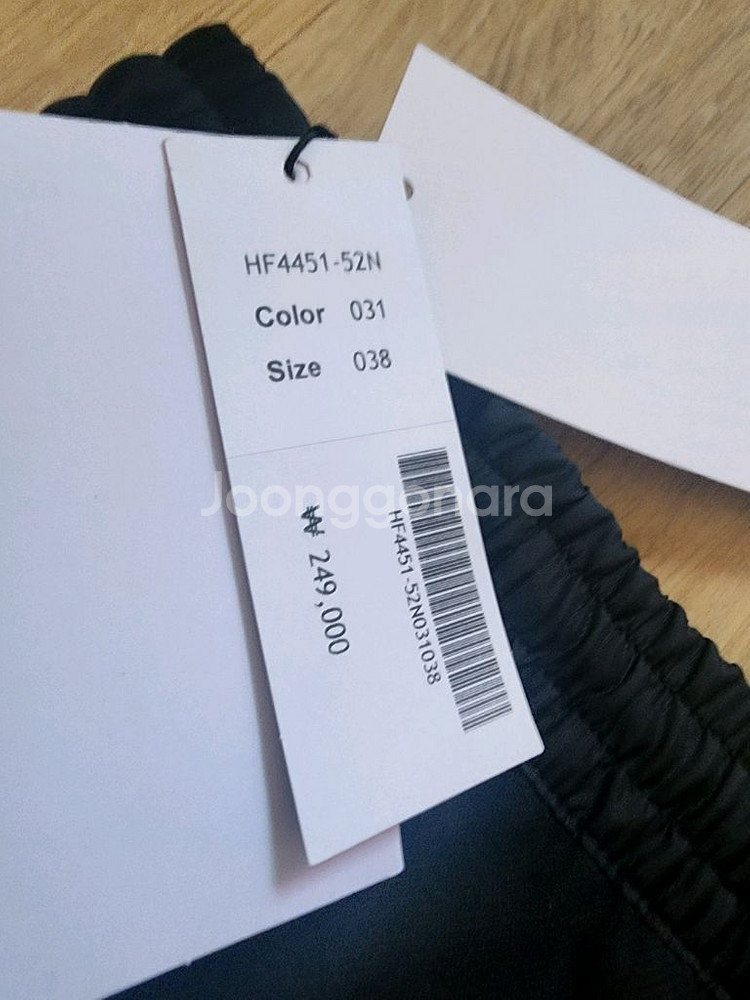 HF4451-52N
Color 031
Size 038
Joonggonara
₩ 249,000
HF4451-52N031038